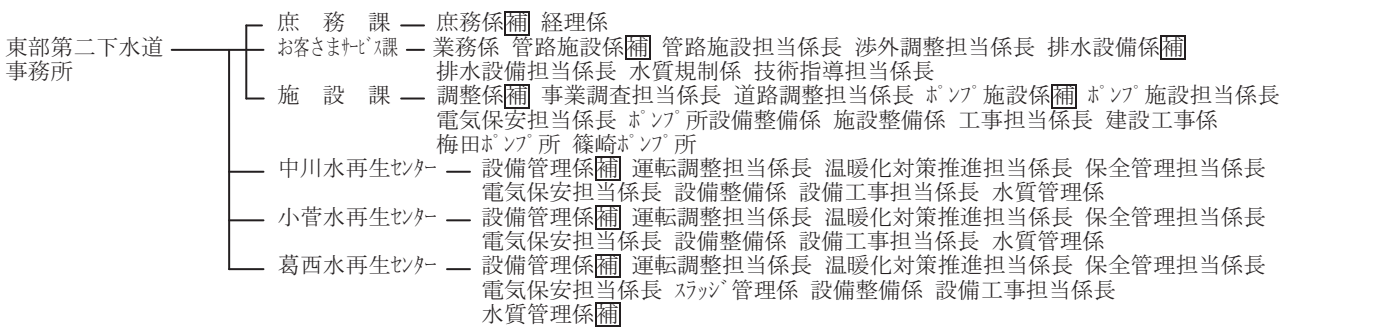 東部第二下水道事務所
庶務課 庶務係補 経理係
お客さまサービス課 業務係 管路施設係補 管路施設担当係長 渉外調整担当係長 排水設備係補
排水設備担当係長 水質規制係 技術指導担当係長
施設課 調整係補 事業調査担当係長 道路調整担当係長 ポンプ施設係補 ポンプ施設担当係長
電気保安担当係長 ポンプ所設備整備係 施設整備係 工事担当係長 建設工事係
梅田ポンプ所 篠崎ポンプ所
中川水再生センター 設備管理係補 運転調整担当係長 温暖化対策推進担当係長 保全管理担当係長
電気保安担当係長 設備整備係 設備工事担当係長 水質管理係
小菅水再生センター 設備管理係補 運転調整担当係長 温暖化対策推進担当係長 保全管理担当係長
電気保安担当係長 設備整備係 設備工事担当係長 水質管理係
葛西水再生センター 設備管理係補 運転調整担当係長 温暖化対策推進担当係長 保全管理担当係長
電気保安担当係長 スラッジ管理係 設備整備係 設備工事担当係長
水質管理係補